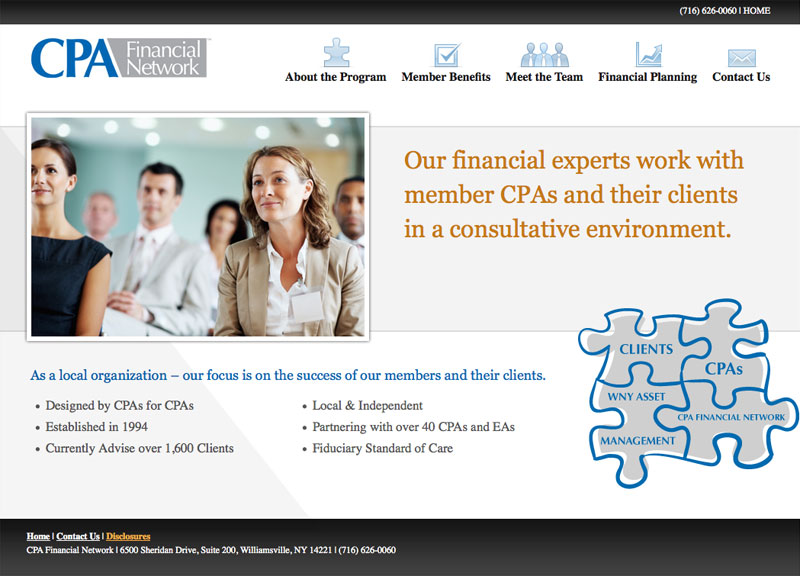 (716) 626-0060 | HOME
CPA Financial Network™
About the Program
Member Benefits
Meet the Team
Financial Planning
Contact Us
Our financial experts work with
member CPAs and their clients
in a consultative environment.
As a local organization – our focus is on the success of our members and their clients.
• Designed by CPAs for CPAs
• Established in 1994
• Currently Advise over 1,600 Clients
• Local & Independent
• Partnering with over 40 CPAs and EAs
• Fiduciary Standard of Care
CLIENTS
CPAs
WNY ASSET
MANAGEMENT
CPA FINANCIAL NETWORK
Home | Contact Us | Disclosures
CPA Financial Network | 6500 Sheridan Drive, Suite 200, Williamsville, NY 14221 | (716) 626-0060